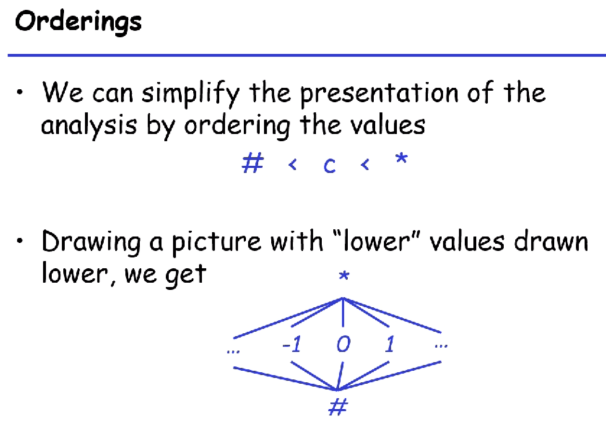 Orderings
• We can simplify the presentation of the
analysis by ordering the values
# < c < *
• Drawing a picture with “lower” values drawn
lower, we get
*
... -1 0 1 ...
#